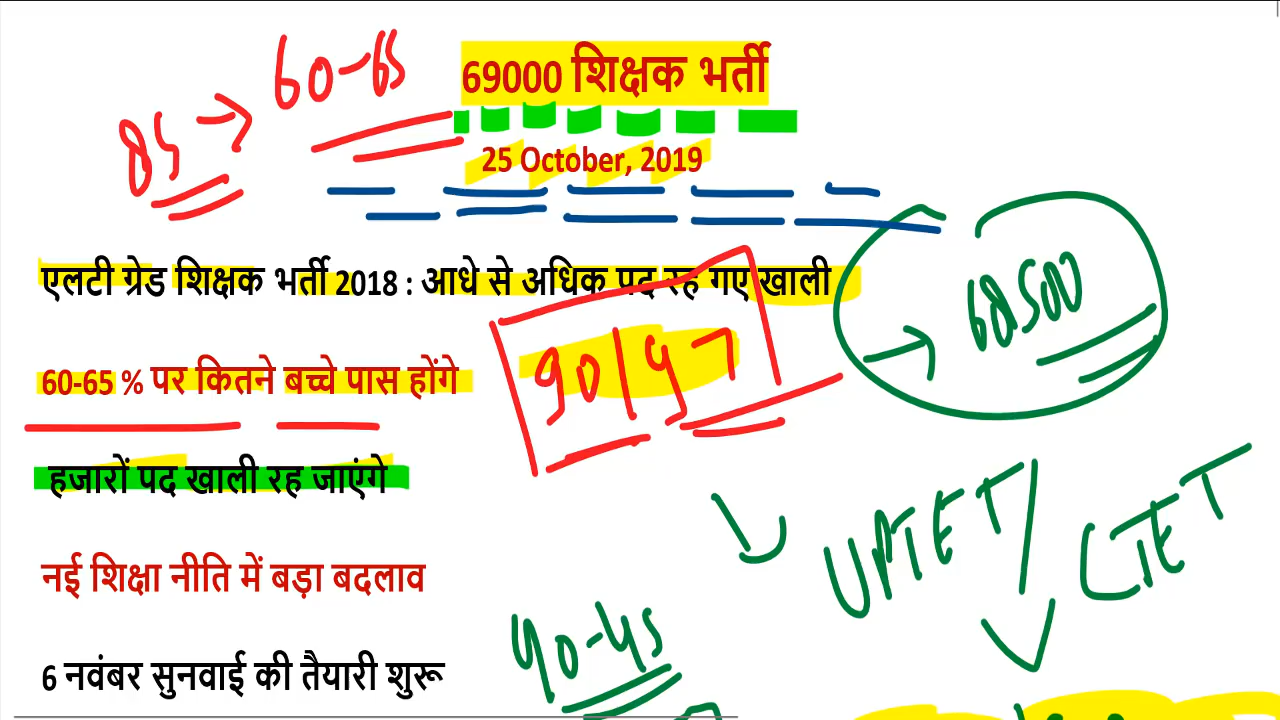 60-65
69000 शिक्षक भर्ती
85 →
25 October, 2019
एलटी ग्रेड शिक्षक भर्ती 2018 : आधे से अधिक पद रह गए खाली
→ 68500
90/97
60-65 % पर कितने बच्चे पास होंगे
हजारों पद खाली रह जाएंगे
UPTET/ CTET
नई शिक्षा नीति में बड़ा बदलाव
40-45
6 नवंबर सुनवाई की तैयारी शुरू